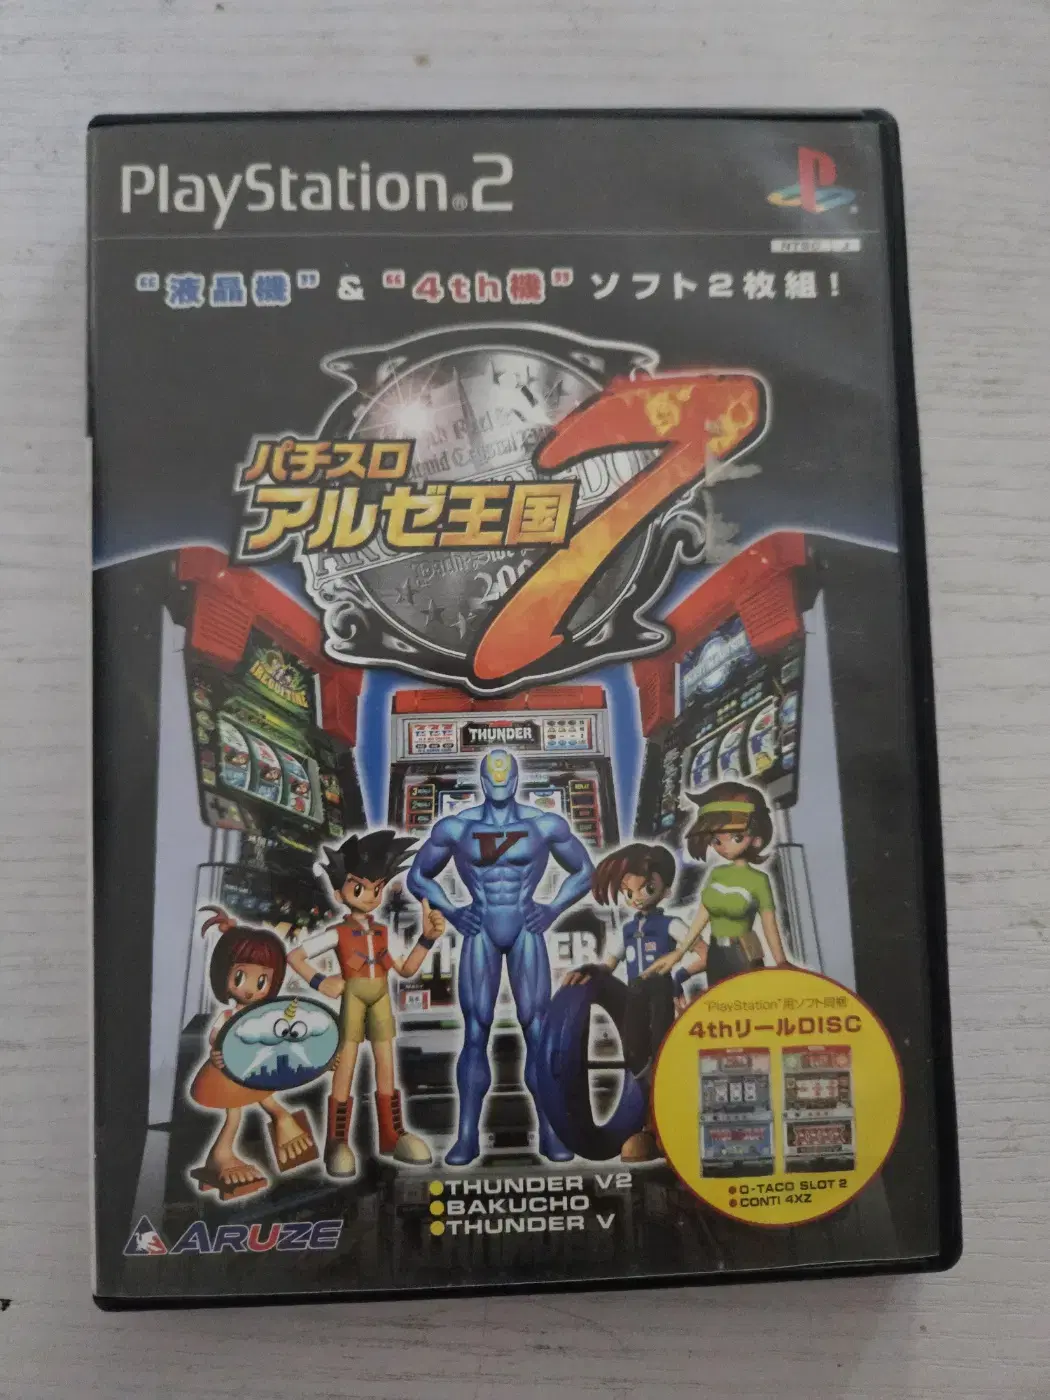 PlayStation®2
NTSC J
“液晶機” & “4th機” ソフト2枚組!
パチスロ
アルゼ王国7
THUNDER
V
"PlayStation"用ソフト同梱
4thリールDISC
●O-TACO SLOT 2
●CONTI 4XZ
●THUNDER V2
●BAKUCHO
●THUNDER V
ARUZE